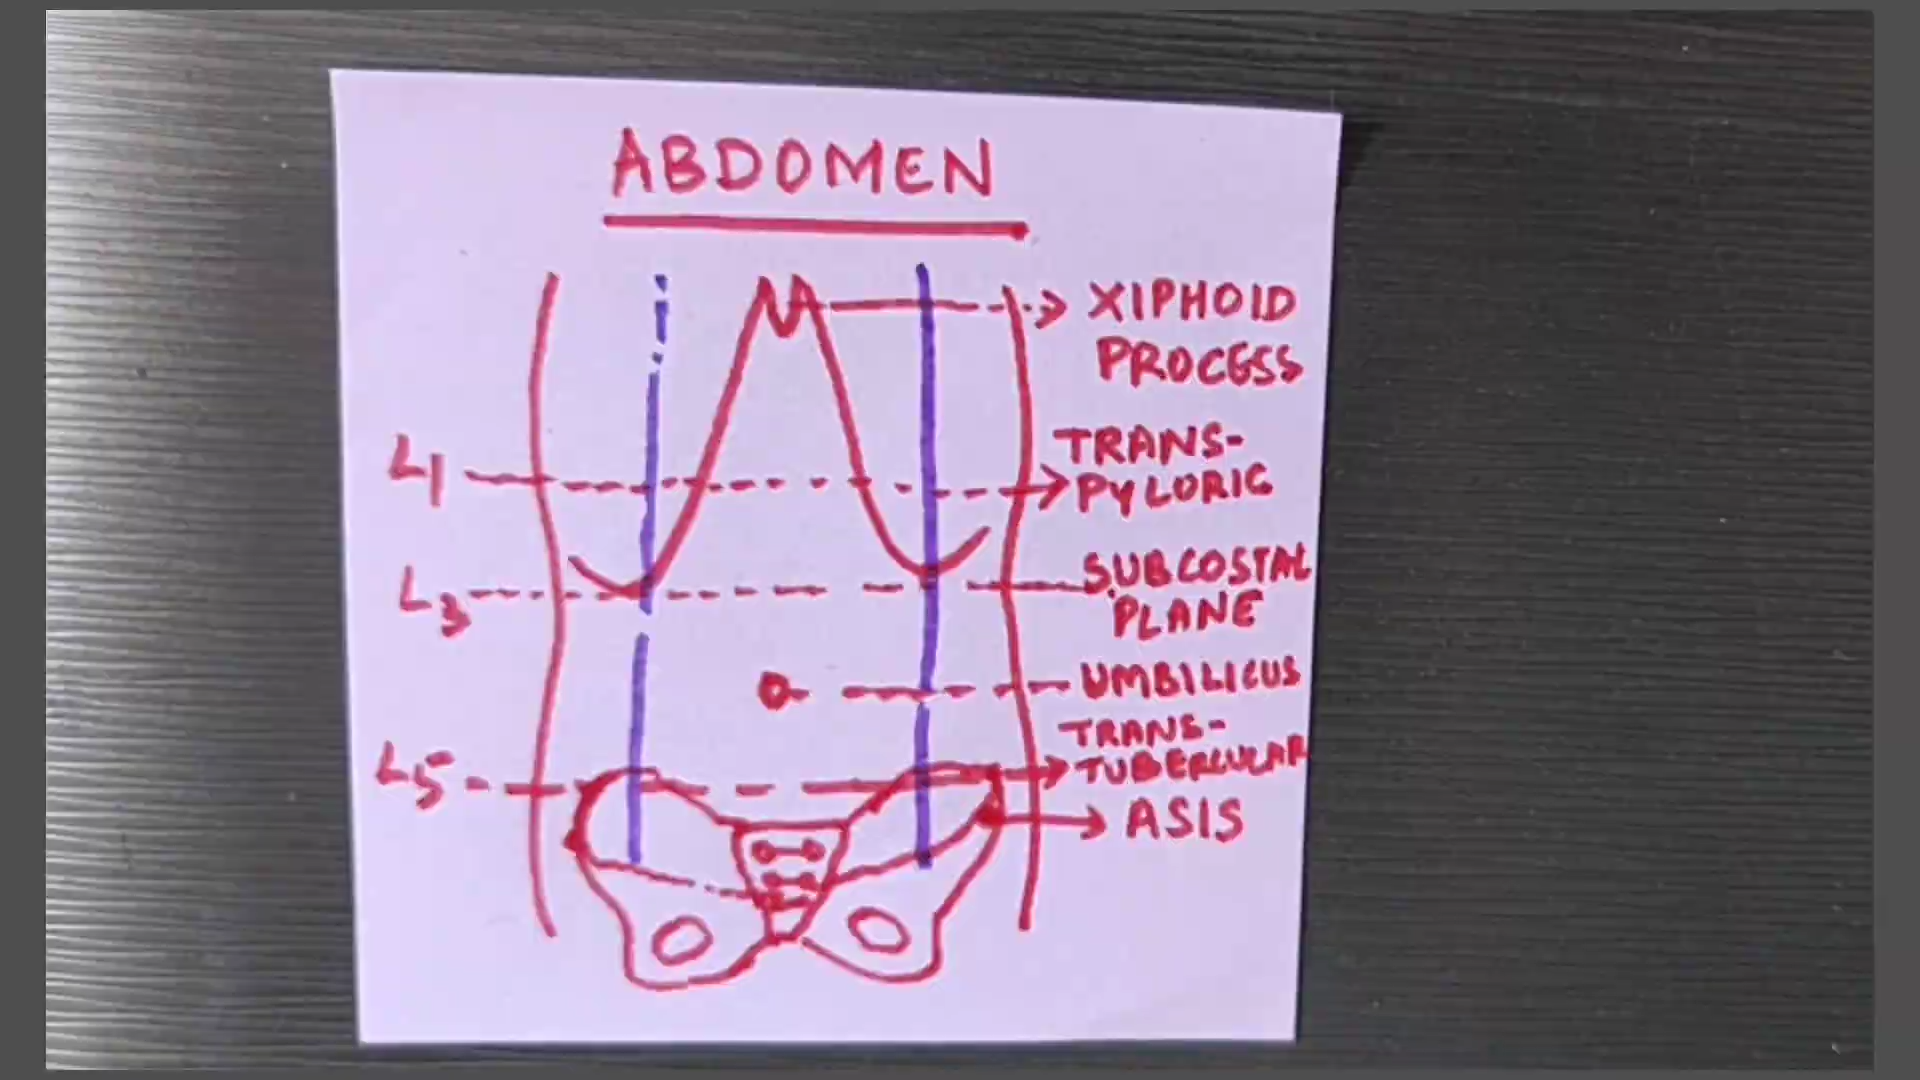 ABDOMEN
XIPHOID
PROCESS
L1
TRANS-
PYLORIC
L3
SUBCOSTAL
PLANE
UMBILICUS
TRANS-
TUBERCULAR
L5
ASIS